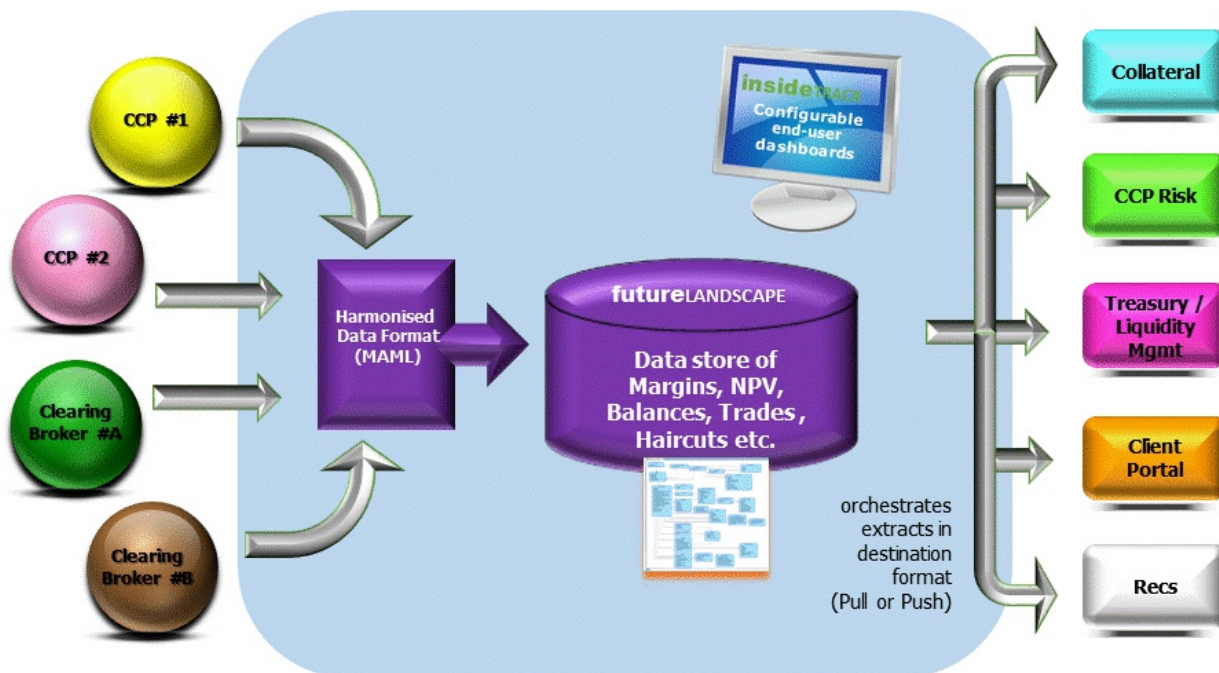 CCP #1
CCP #2
Clearing
Broker #A
Clearing
Broker #B
Harmonised
Data Format
(MAML)
insideTRACK
Configurable
end-user
dashboards
futureLANDSCAPE
Data store of
Margins, NPV,
Balances, Trades ,
Haircuts etc.
orchestrates
extracts in
destination
format
(Pull or Push)
Collateral
CCP Risk
Treasury /
Liquidity
Mgmt
Client
Portal
Recs